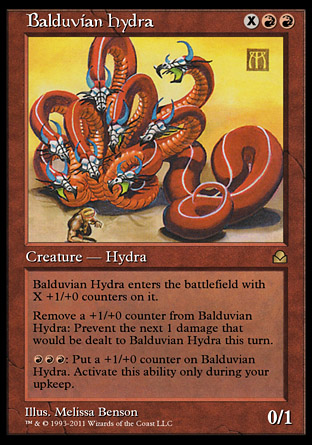 Balduvian Hydra X
Creature — Hydra
Balduvian Hydra enters the battlefield with
X +1/+0 counters on it.
Remove a +1/+0 counter from Balduvian
Hydra: Prevent the next 1 damage that
would be dealt to Balduvian Hydra this turn.
: Put a +1/+0 counter on Balduvian
Hydra. Activate this ability only during your
upkeep.
Illus. Melissa Benson
™ & © 1993-2011 Wizards of the Coast LLC
0/1